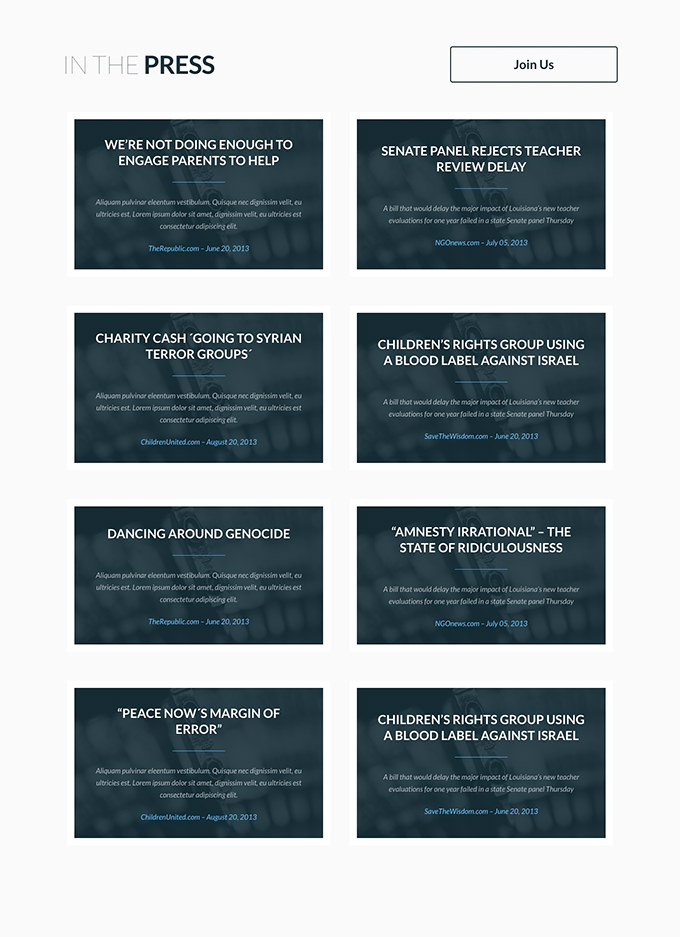 IN THE PRESS
Join Us
WE’RE NOT DOING ENOUGH TO
ENGAGE PARENTS TO HELP
Aliquam pulvinar eleentum vestibulum. Quisque nec dignissim velit, eu
ultricies est. Lorem ipsum dolor sit amet, dignissim velit, eu ultricies est
consectetur adipiscing elit.
TheRepublic.com – June 20, 2013
SENATE PANEL REJECTS TEACHER
REVIEW DELAY
A bill that would delay the major impact of Louisiana’s new teacher
evaluations for one year failed in a state Senate panel Thursday
NGOnews.com – July 05, 2013
CHARITY CASH ´GOING TO SYRIAN
TERROR GROUPS´
Aliquam pulvinar eleentum vestibulum. Quisque nec dignissim velit, eu
ultricies est. Lorem ipsum dolor sit amet, dignissim velit, eu ultricies est
consectetur adipiscing elit.
ChildrenUnited.com – August 20, 2013
CHILDREN’S RIGHTS GROUP USING
A BLOOD LABEL AGAINST ISRAEL
A bill that would delay the major impact of Louisiana’s new teacher
evaluations for one year failed in a state Senate panel Thursday
SaveTheWisdom.com – June 20, 2013
DANCING AROUND GENOCIDE
Aliquam pulvinar eleentum vestibulum. Quisque nec dignissim velit, eu
ultricies est. Lorem ipsum dolor sit amet, dignissim velit, eu ultricies est
consectetur adipiscing elit.
TheRepublic.com – June 20, 2013
“AMNESTY IRRATIONAL” – THE
STATE OF RIDICULOUSNESS
A bill that would delay the major impact of Louisiana’s new teacher
evaluations for one year failed in a state Senate panel Thursday
NGOnews.com – July 05, 2013
“PEACE NOW´S MARGIN OF
ERROR”
Aliquam pulvinar eleentum vestibulum. Quisque nec dignissim velit, eu
ultricies est. Lorem ipsum dolor sit amet, dignissim velit, eu ultricies est
consectetur adipiscing elit.
ChildrenUnited.com – August 20, 2013
CHILDREN’S RIGHTS GROUP USING
A BLOOD LABEL AGAINST ISRAEL
A bill that would delay the major impact of Louisiana’s new teacher
evaluations for one year failed in a state Senate panel Thursday
SaveTheWisdom.com – June 20, 2013